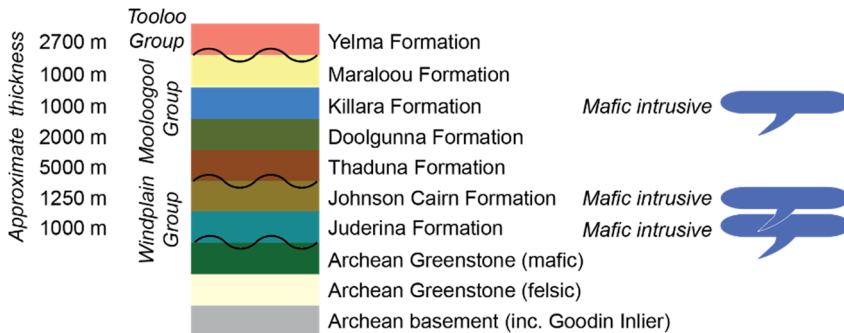 Approximate thickness
Tooloo
Group
Mooloogool
Group
Windplain
Group
2700 m
Yelma Formation
1000 m
Maraloou Formation
1000 m
Killara Formation
Mafic intrusive
2000 m
Doolgunna Formation
5000 m
Thaduna Formation
1250 m
Johnson Cairn Formation
Mafic intrusive
1000 m
Juderina Formation
Mafic intrusive
Archean Greenstone (mafic)
Archean Greenstone (felsic)
Archean basement (inc. Goodin Inlier)